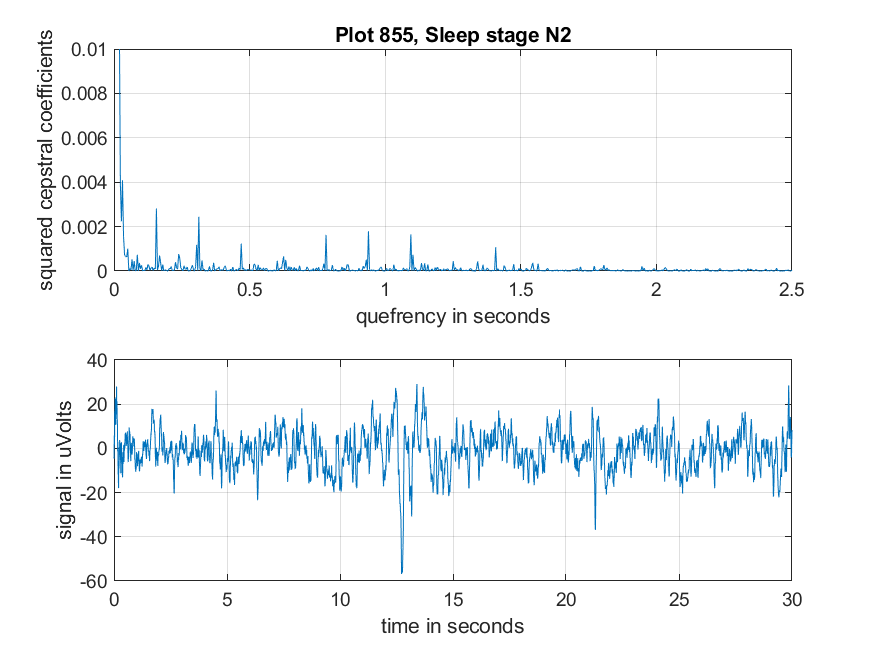 Plot 855, Sleep stage N2
squared cepstral coefficients
0.01
0.008
0.006
0.004
0.002
0
0 0.5 1 1.5 2 2.5
quefrency in seconds
signal in uVolts
40
20
0
-20
-40
-60
0 5 10 15 20 25 30
time in seconds